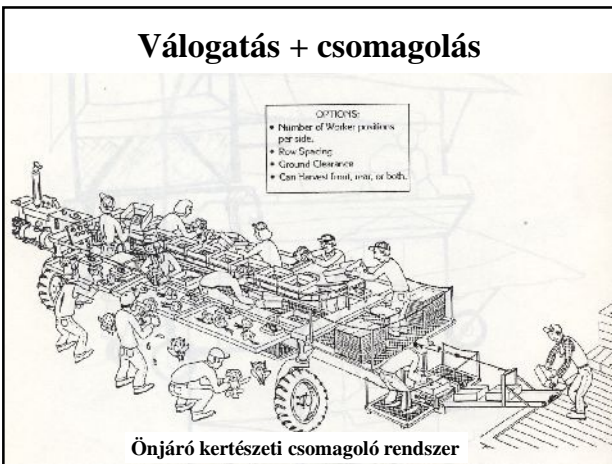 Válogatás + csomagolás
OPTIONS:
• Number of Worker positions
per side.
• Row Spacing
• Ground Clearance
• Can Harvest front, rear, or both.
Önjáró kertészeti csomagoló rendszer